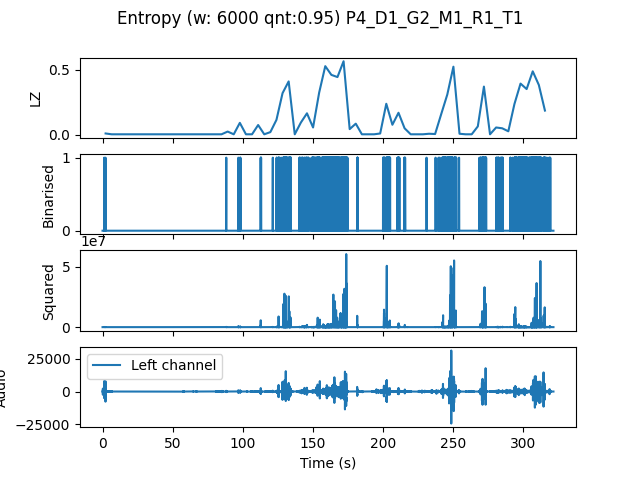 Entropy (w: 6000 qnt:0.95) P4_D1_G2_M1_R1_T1
LZ
0.5
0.0
Binarised
1
0
1e7
Squared
5
0
Audio
Left channel
25000
0
−25000
0 50 100 150 200 250 300
Time (s)